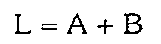 L = A + B